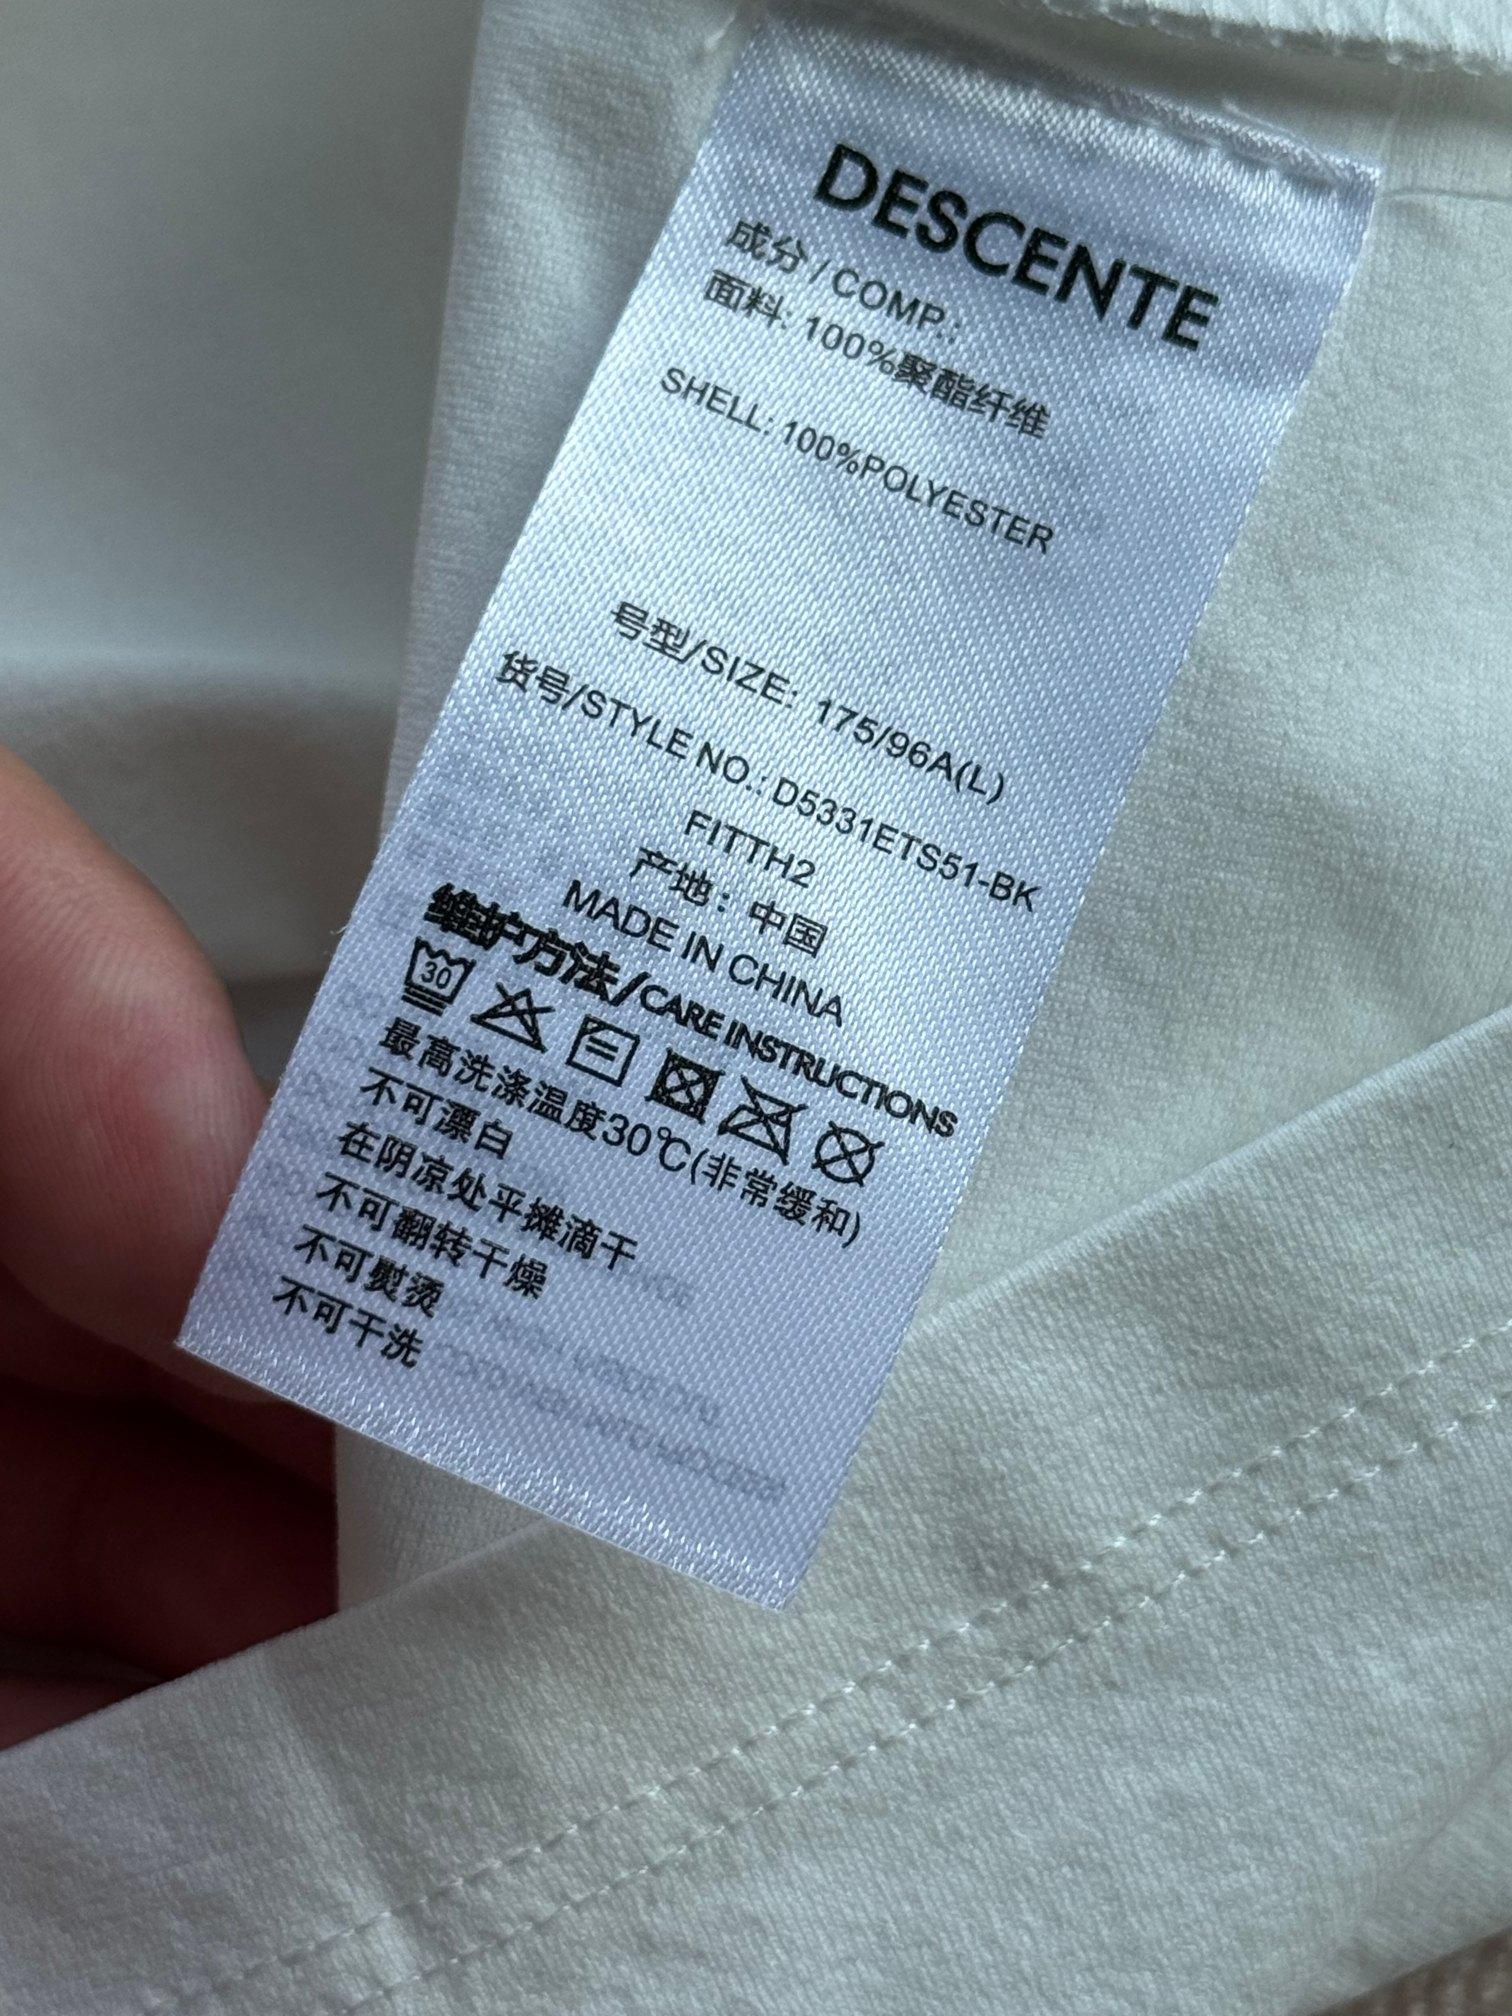 DESCENTE
成分/COMP.:
面料: 100%聚酯纤维
SHELL: 100%POLYESTER
号型/SIZE: 175/96A(L)
货号/STYLE NO.: D5331ETS51-BK
FITTH2
产地: 中国
MADE IN CHINA
维护方法/CARE INSTRUCTIONS
30
最高洗涤温度30℃(非常缓和)
不可漂白
在阴凉处平摊滴干
不可翻转干燥
不可熨烫
不可干洗